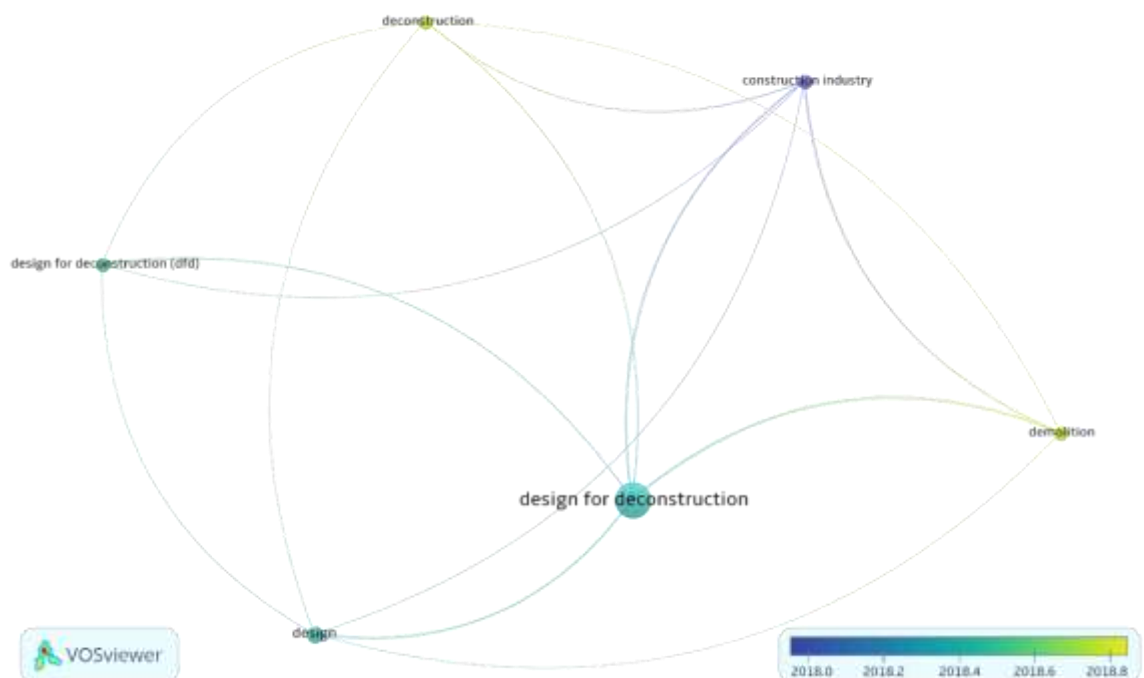 deconstruction
construction industry
design for deconstruction (dfd)
demolition
design for deconstruction
design
VOSviewer
2018.0 2018.2 2018.4 2018.6 2018.8